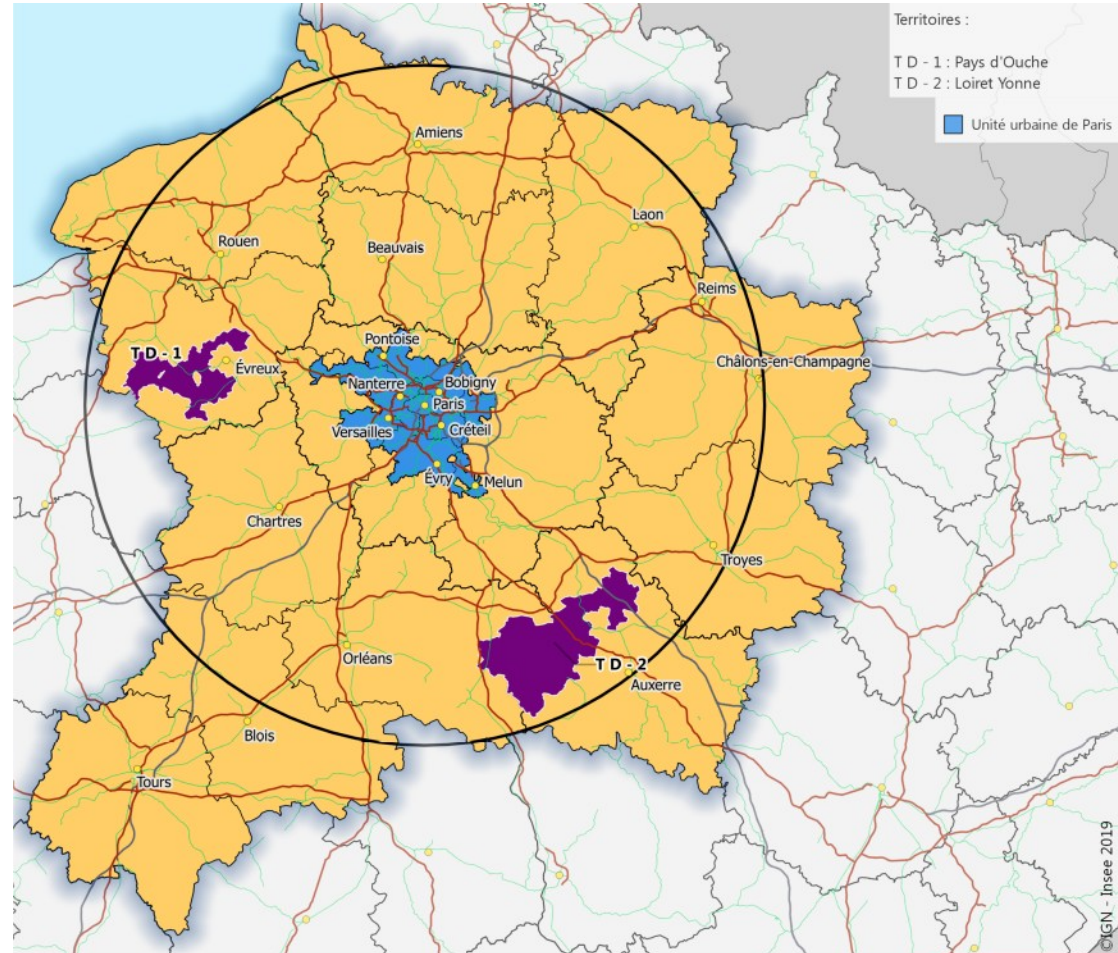 Territoires :
T D - 1 : Pays d'Ouche
T D - 2 : Loiret Yonne
Unité urbaine de Paris
Amiens
Laon
Rouen
Beauvais
Reims
Pontoise
T D - 1
Évreux
Châlons-en-Champagne
Nanterre
Bobigny
Paris
Versailles
Créteil
Évry
Melun
Chartres
Troyes
Orléans
T D - 2
Auxerre
Blois
Tours
©IGN - Insee 2019